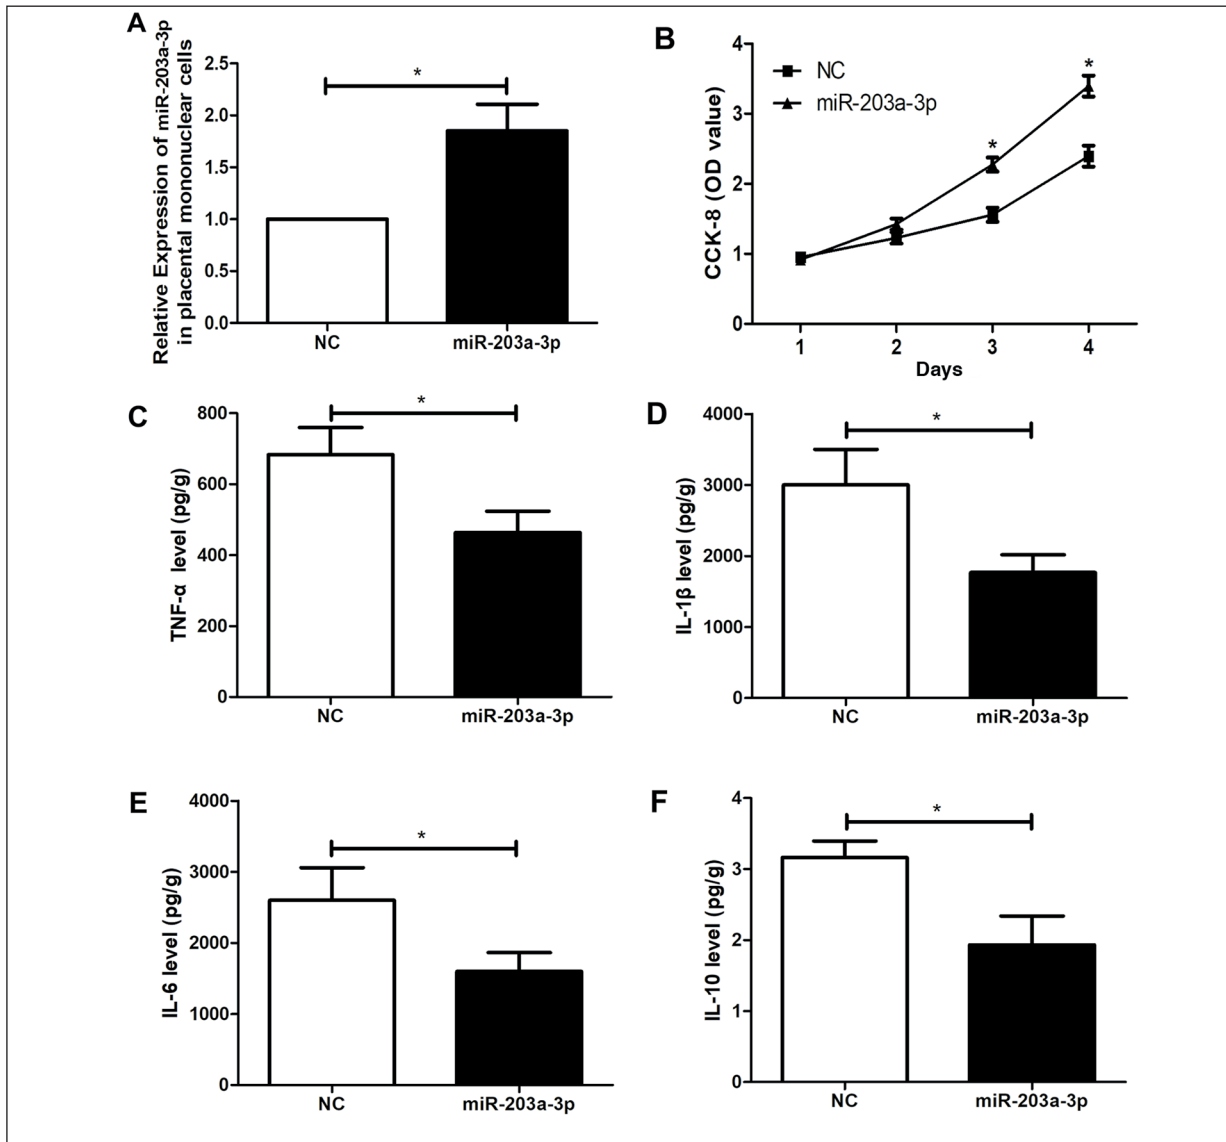 A
Relative Expression of miR-203a-3p
in placental mononuclear cells
2.5
2.0
1.5
1.0
0.5
0.0
*
NC
miR-203a-3p
B
CCK-8 (OD value)
4
3
2
1
0
NC
miR-203a-3p
*
*
1
2
3
4
Days
C
TNF-α level (pg/g)
800
600
400
200
0
*
NC
miR-203a-3p
D
IL-1β level (pg/g)
4000
3000
2000
1000
0
*
NC
miR-203a-3p
E
IL-6 level (pg/g)
4000
3000
2000
1000
0
*
NC
miR-203a-3p
F
IL-10 level (pg/g)
4
3
2
1
0
*
NC
miR-203a-3p